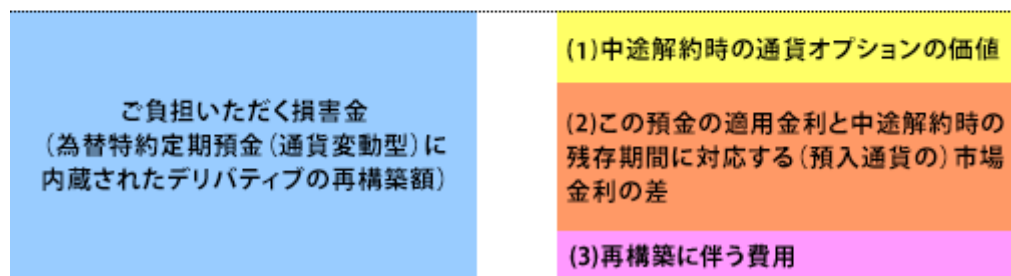 ご負担いただく損害金
(為替特約定期預金(通貨変動型)に
内蔵されたデリバティブの再構築額)
(1)中途解約時の通貨オプションの価値
(2)この預金の適用金利と中途解約時の
残存期間に対応する(預入通貨の)市場
金利の差
(3)再構築に伴う費用